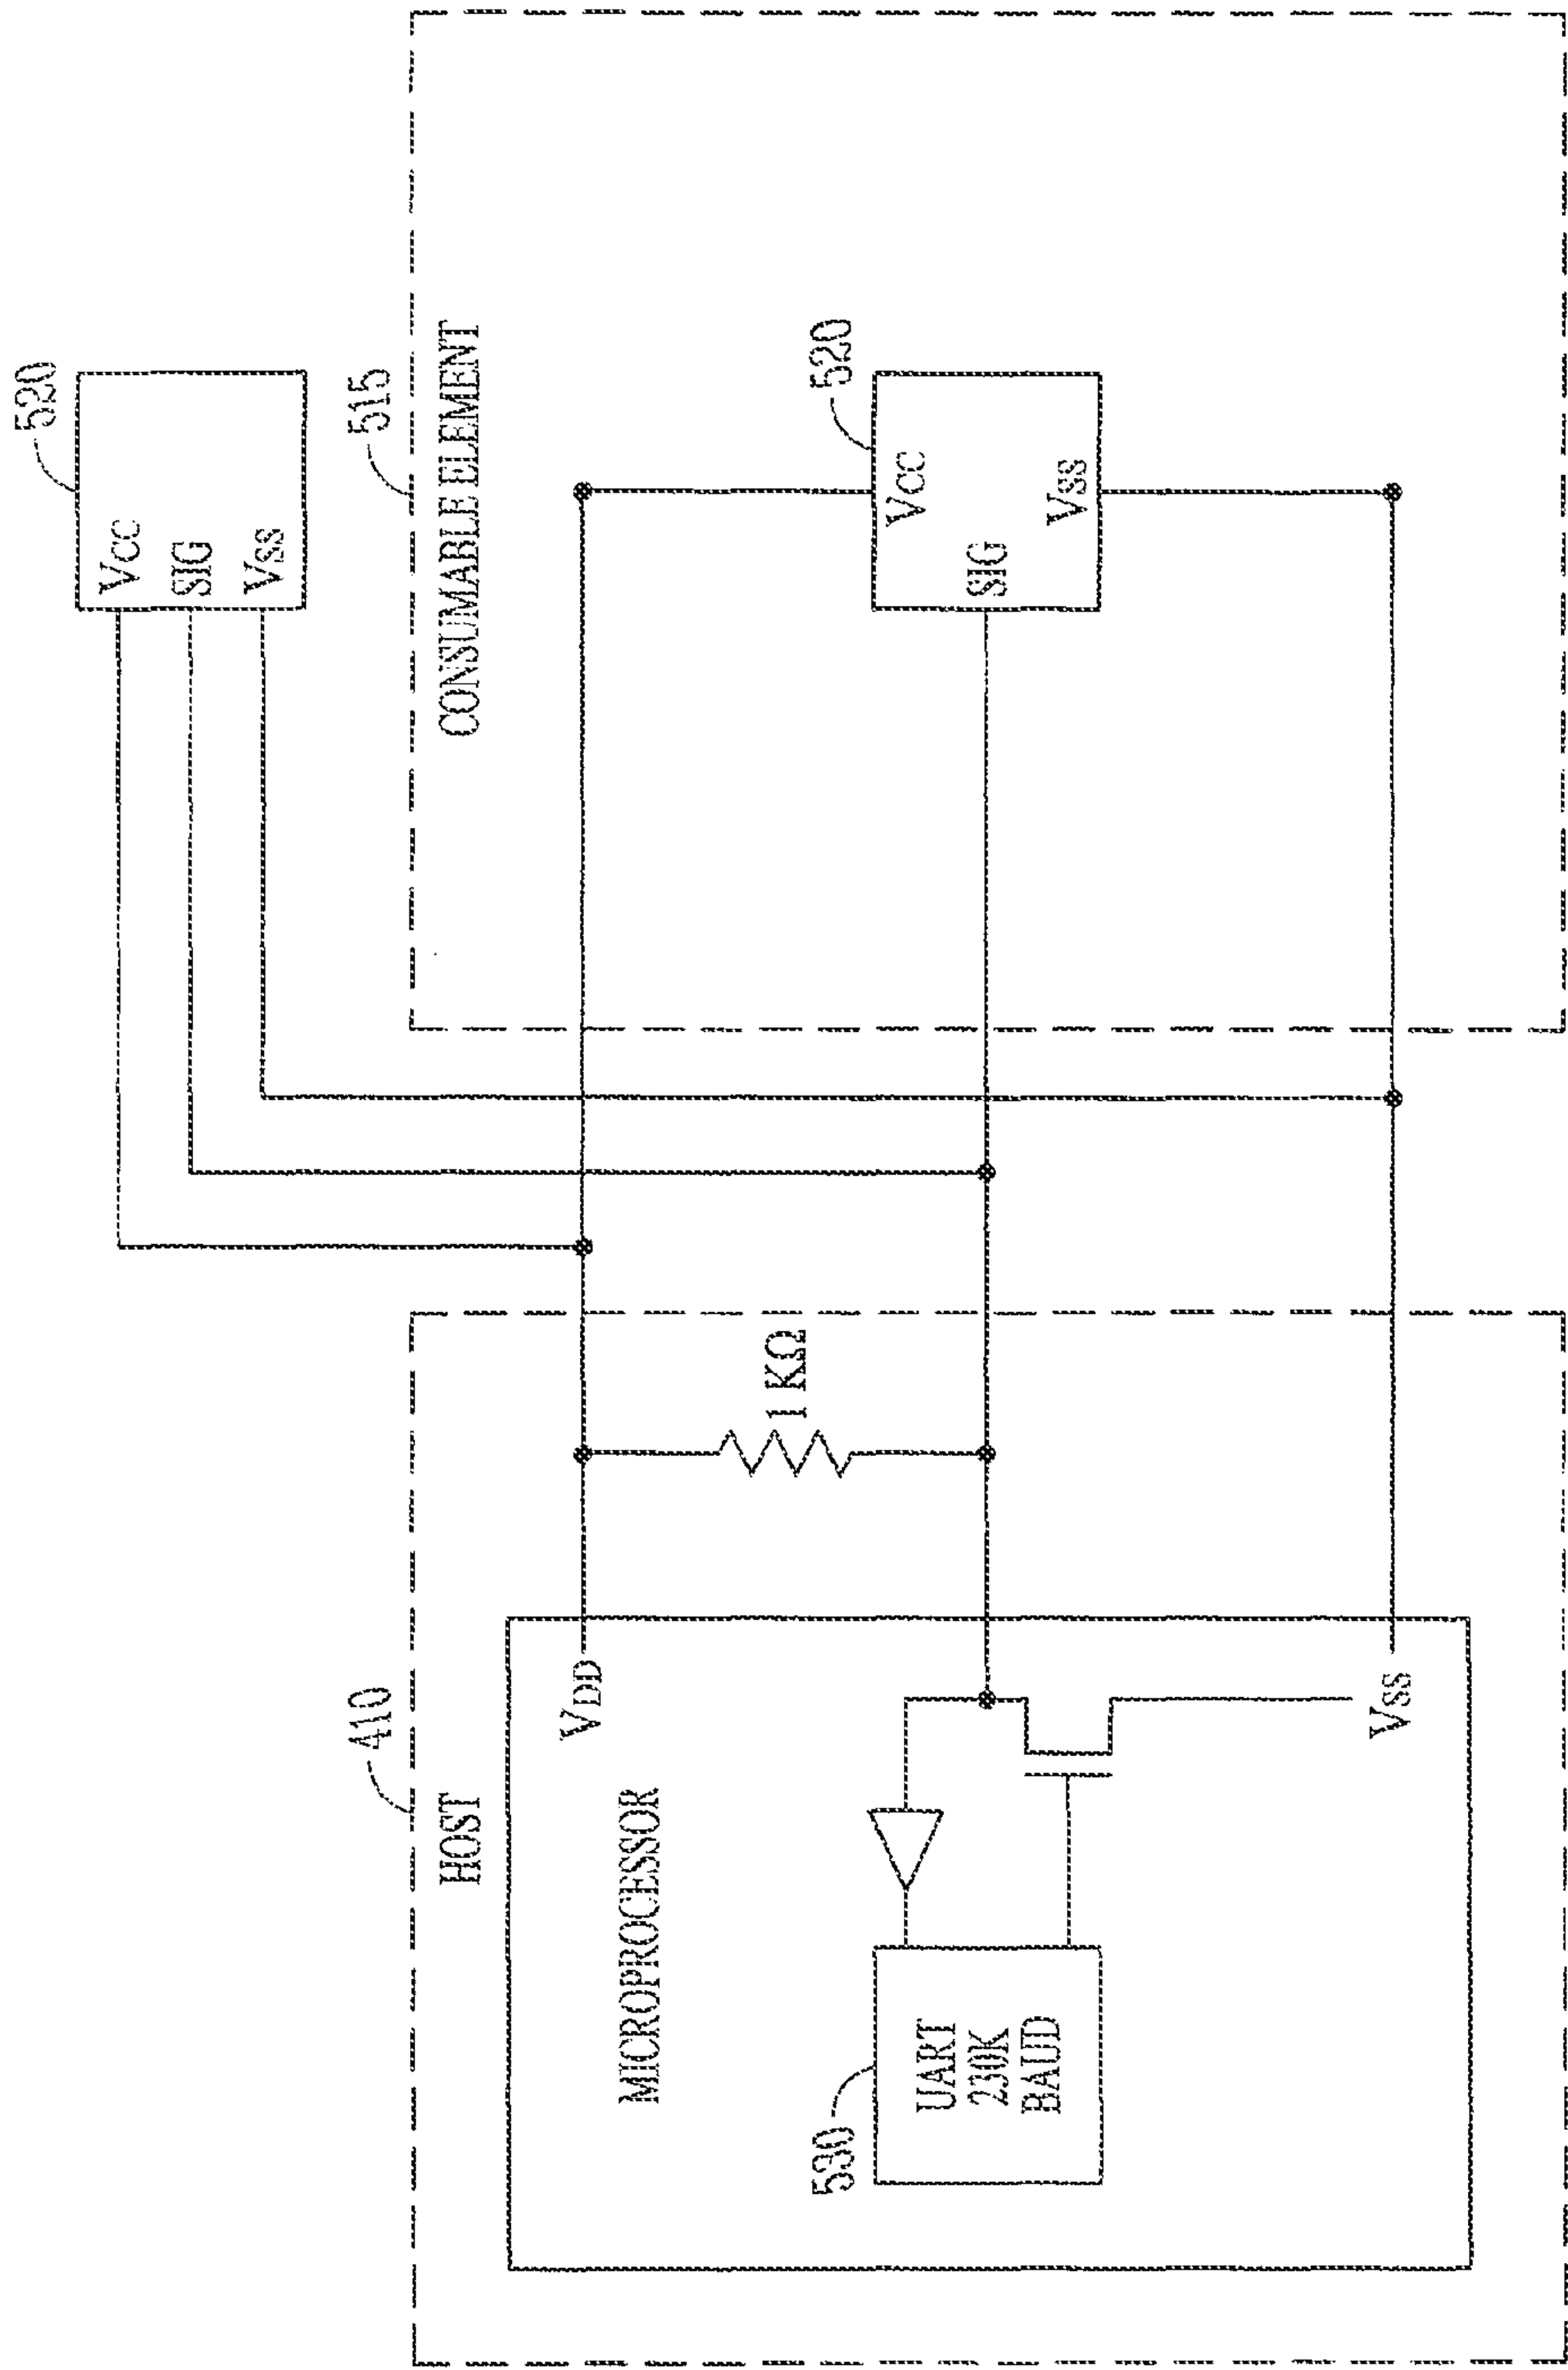 520
VCC
SIG
VSS
515
CONSUMABLE ELEMENT
520
VCC
SIG
VSS
410
HOST
MICROPROCESSOR
VDD
1 KΩ
530
UART
230K
BAUD
VSS